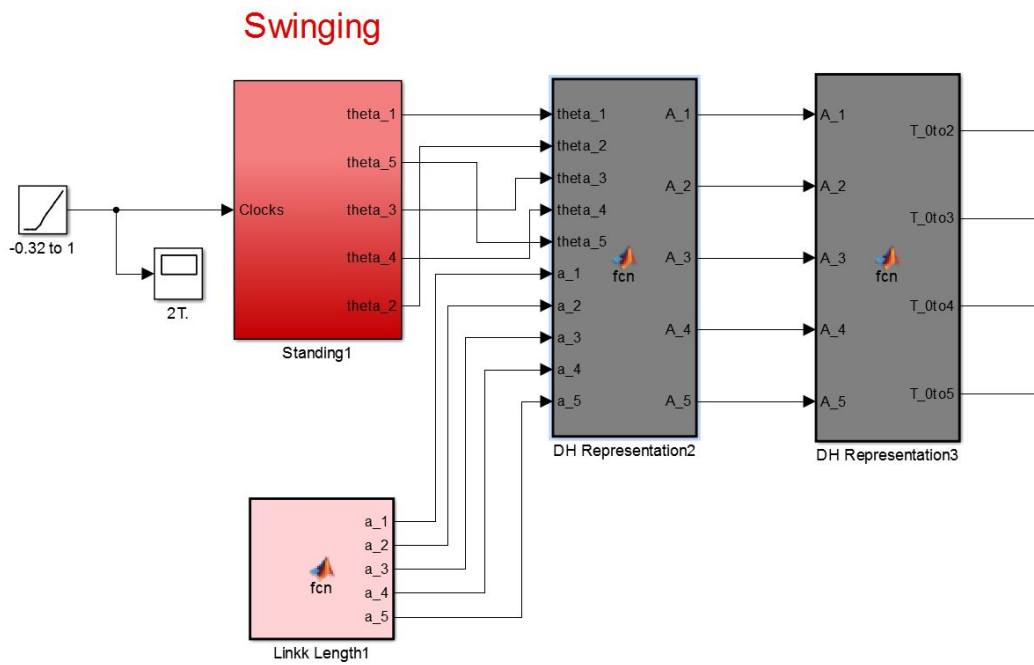 Swinging
-0.32 to 1
2T.
Clocks
theta_1
theta_5
theta_3
theta_4
theta_2
Standing1
theta_1
theta_2
theta_3
theta_4
theta_5
a_1
a_2
a_3
a_4
a_5
fcn
A_1
A_2
A_3
A_4
A_5
DH Representation2
A_1
A_2
A_3
A_4
A_5
fcn
T_0to2
T_0to3
T_0to4
T_0to5
DH Representation3
fcn
a_1
a_2
a_3
a_4
a_5
Linkk Length1